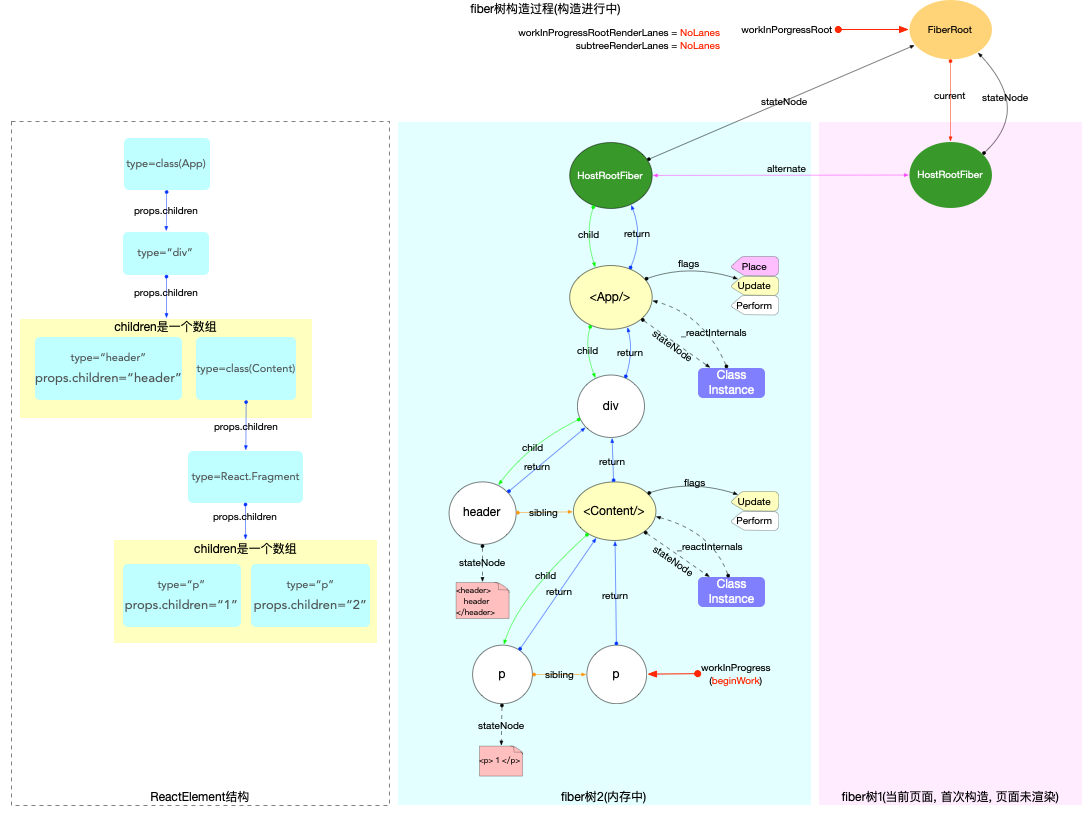 fiber树构造过程(构造进行中)
workInProgressRootRenderLanes = NoLanes
subtreeRenderLanes = NoLanes
workInPorgressRoot
FiberRoot
stateNode
current
stateNode
type=class(App)
props.children
type=“div”
props.children
children是一个数组
type=“header”
props.children=“header”
type=class(Content)
props.children
type=React.Fragment
props.children
children是一个数组
type=“p”
props.children=“1”
type=“p”
props.children=“2”
ReactElement结构
HostRootFiber
alternate
HostRootFiber
child
return
<App/>
flags
Place
Update
Perform
_reactInternals
stateNode
Class
Instance
child
return
div
child
return
return
header
sibling
<Content/>
flags
Update
Perform
_reactInternals
stateNode
Class
Instance
stateNode
<header>
header
</header>
child
return
return
p
sibling
p
workInProgress
(beginWork)
stateNode
<p> 1 </p>
fiber树2(内存中)
fiber树1(当前页面, 首次构造, 页面未渲染)